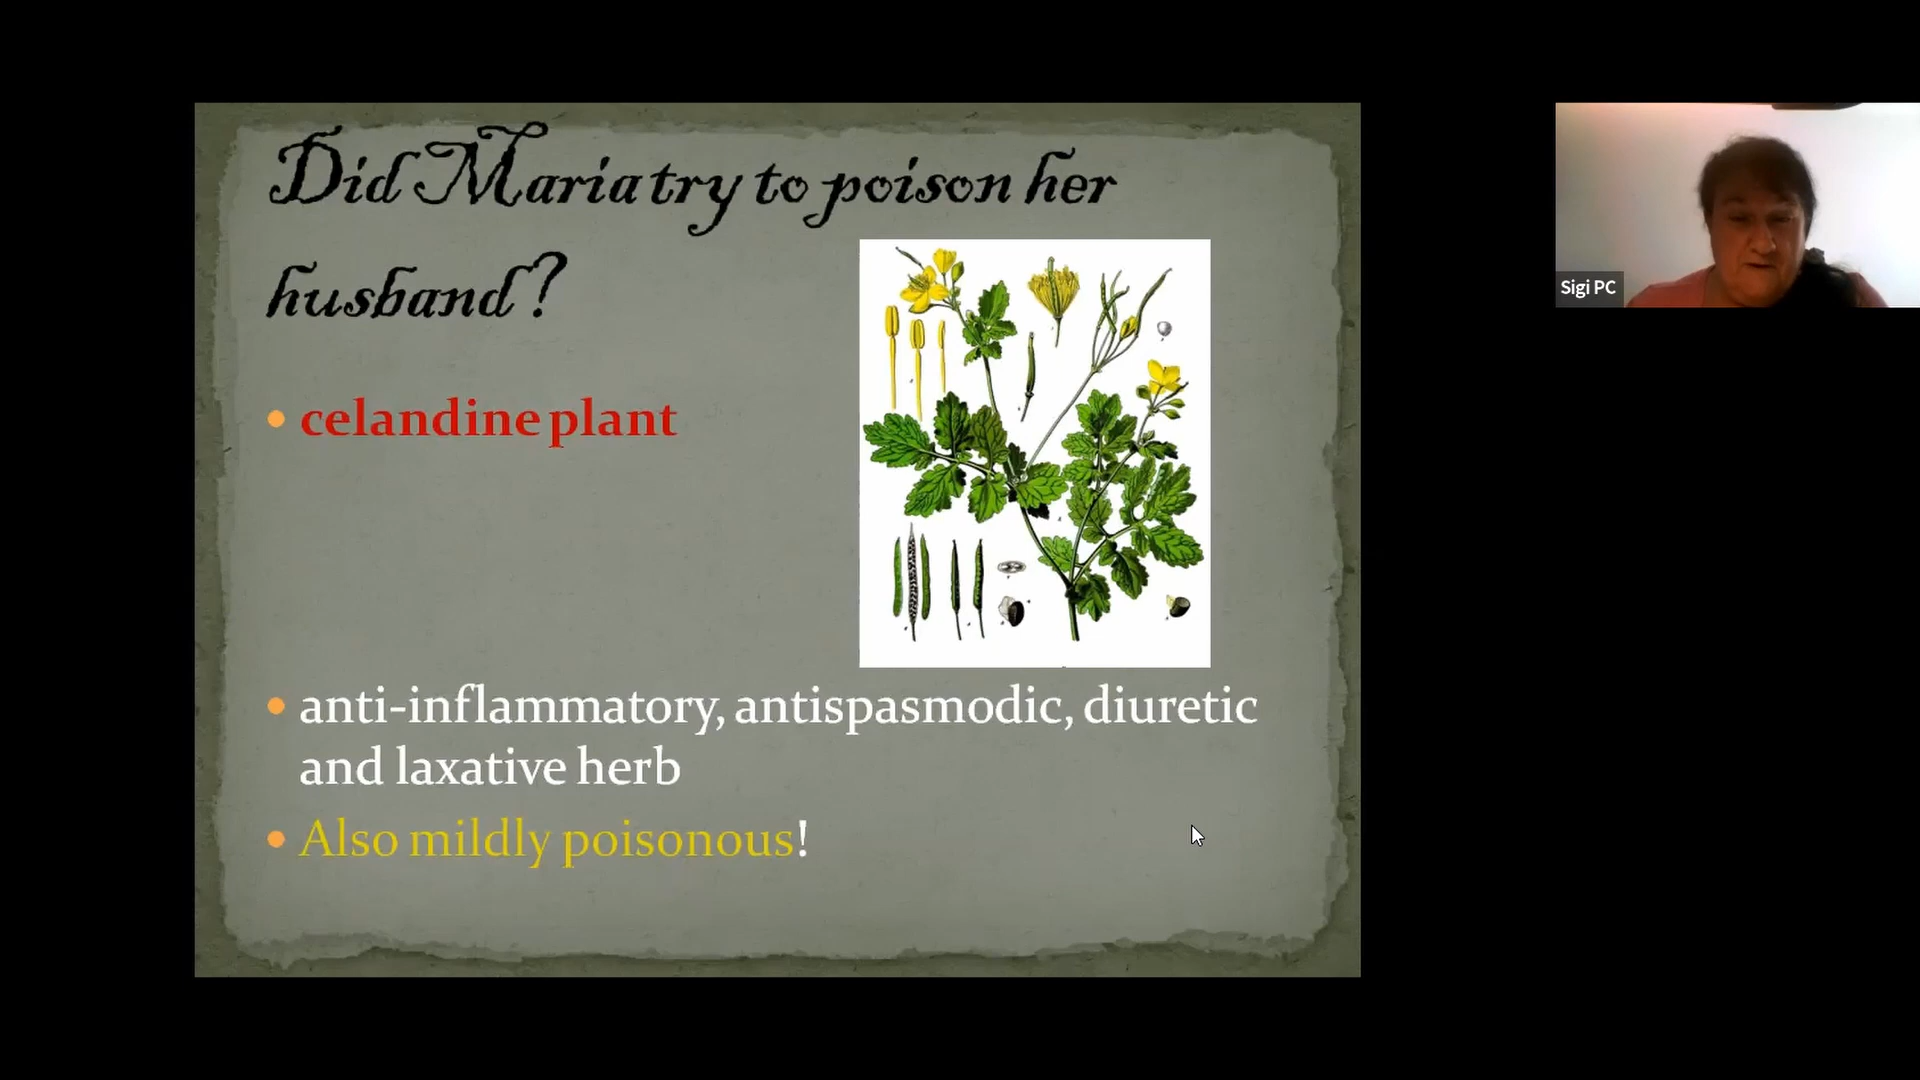 Did Maria try to poison her
husband?
celandine plant
anti-inflammatory, antispasmodic, diuretic
and laxative herb
Also mildly poisonous!
Sigi PC